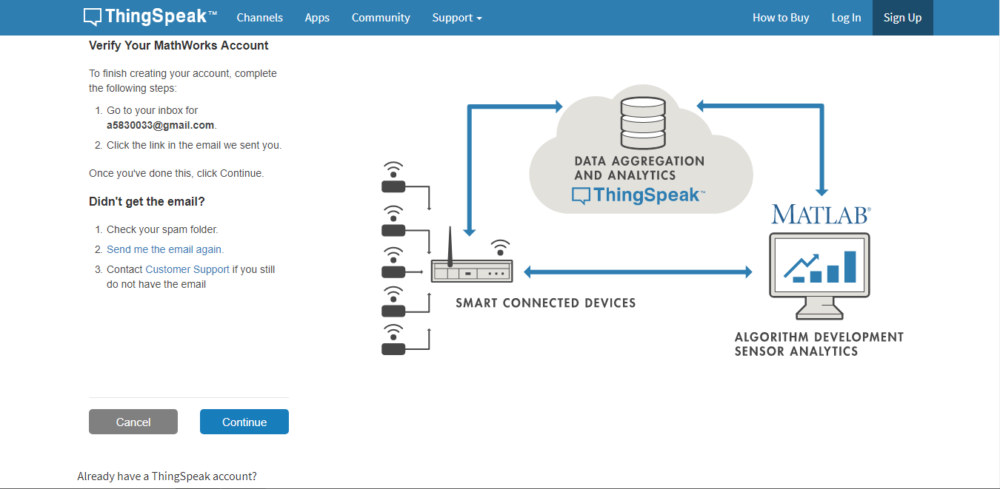 ThingSpeak™ Channels Apps Community Support How to Buy Log In Sign Up
Verify Your MathWorks Account
To finish creating your account, complete
the following steps:
1. Go to your inbox for
a5830033@gmail.com.
2. Click the link in the email we sent you.
Once you've done this, click Continue.
Didn't get the email?
1. Check your spam folder.
2. Send me the email again.
3. Contact Customer Support if you still
do not have the email
Cancel Continue
Already have a ThingSpeak account?
DATA AGGREGATION
AND ANALYTICS
ThingSpeak™
MATLAB®
SMART CONNECTED DEVICES
ALGORITHM DEVELOPMENT
SENSOR ANALYTICS